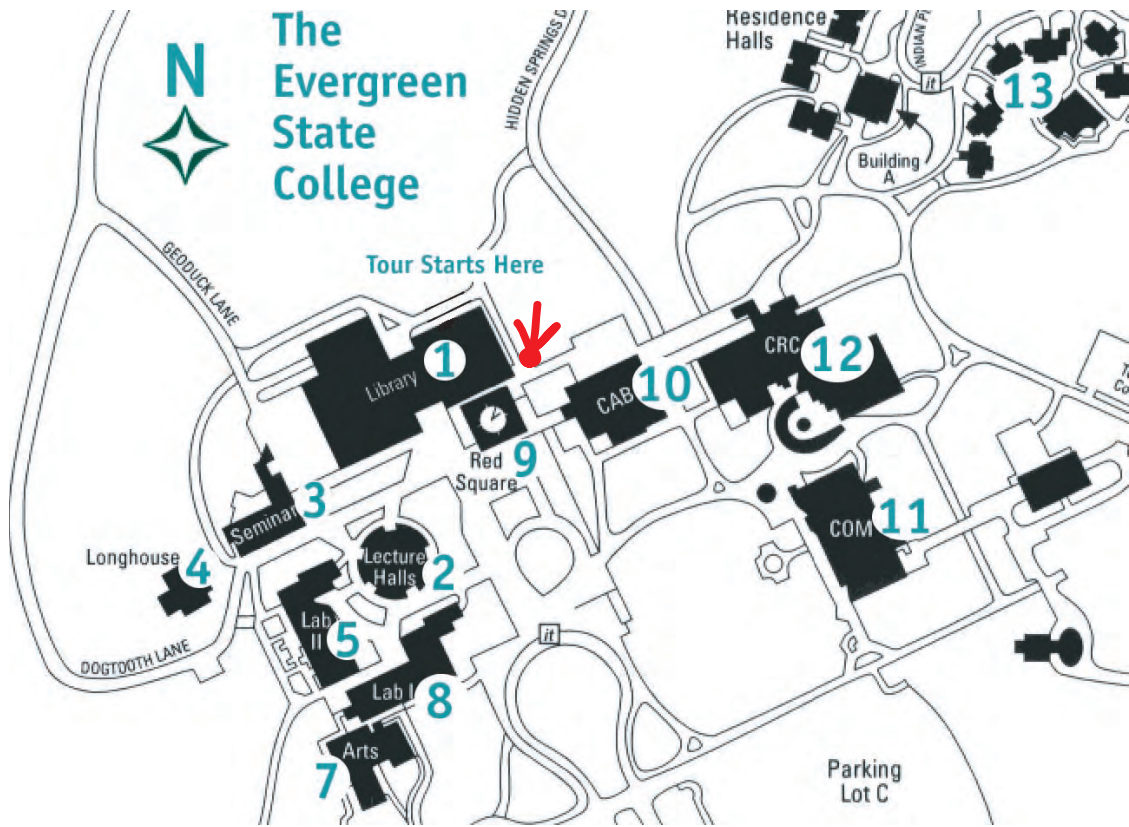 The
Evergreen
State
College
N
HIDDEN SPRINGS D
Residence
Halls
INDIAN PI
it
13
Building
A
GEODUCK LANE
Tour Starts Here
1
Library
CRC
12
CAB
10
Red
Square
9
3
Seminar
Longhouse
4
Lecture
Halls
2
COM
11
Lab
II
5
it
DOGTOOTH LANE
Lab I
8
Arts
7
Parking
Lot C